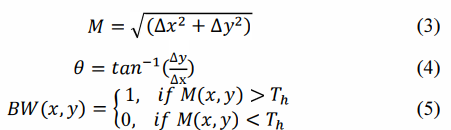 M = √(Δx² + Δy²) (3)
θ = tan⁻¹(Δy/Δx) (4)
BW(x, y) = {1, if M(x, y) > Tₕ
0, if M(x, y) < Tₕ (5)